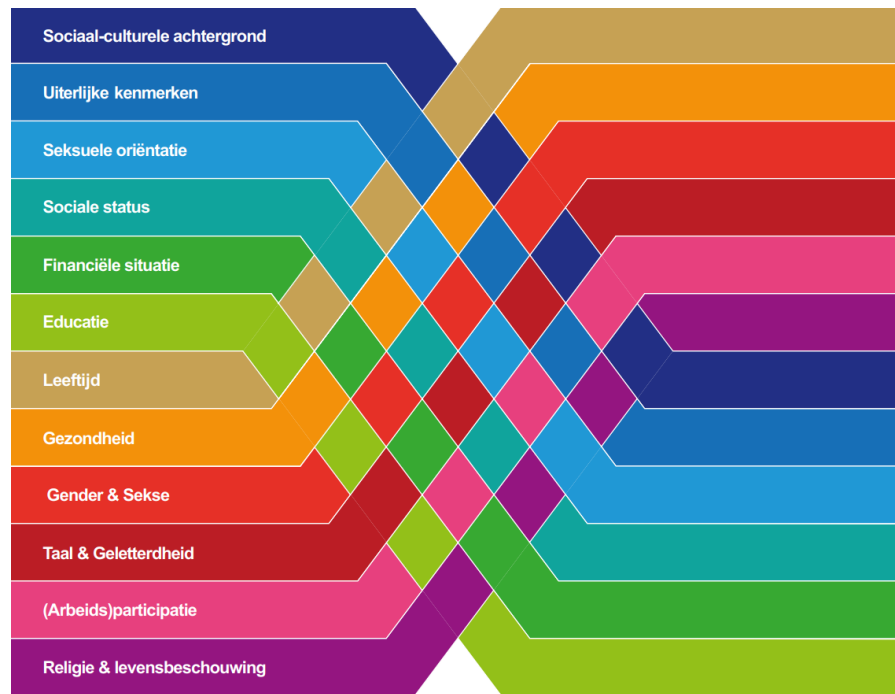 Sociaal-culturele achtergrond
Uiterlijke kenmerken
Seksuele oriëntatie
Sociale status
Financiële situatie
Educatie
Leeftijd
Gezondheid
Gender & Sekse
Taal & Geletterdheid
(Arbeids)participatie
Religie & levensbeschouwing